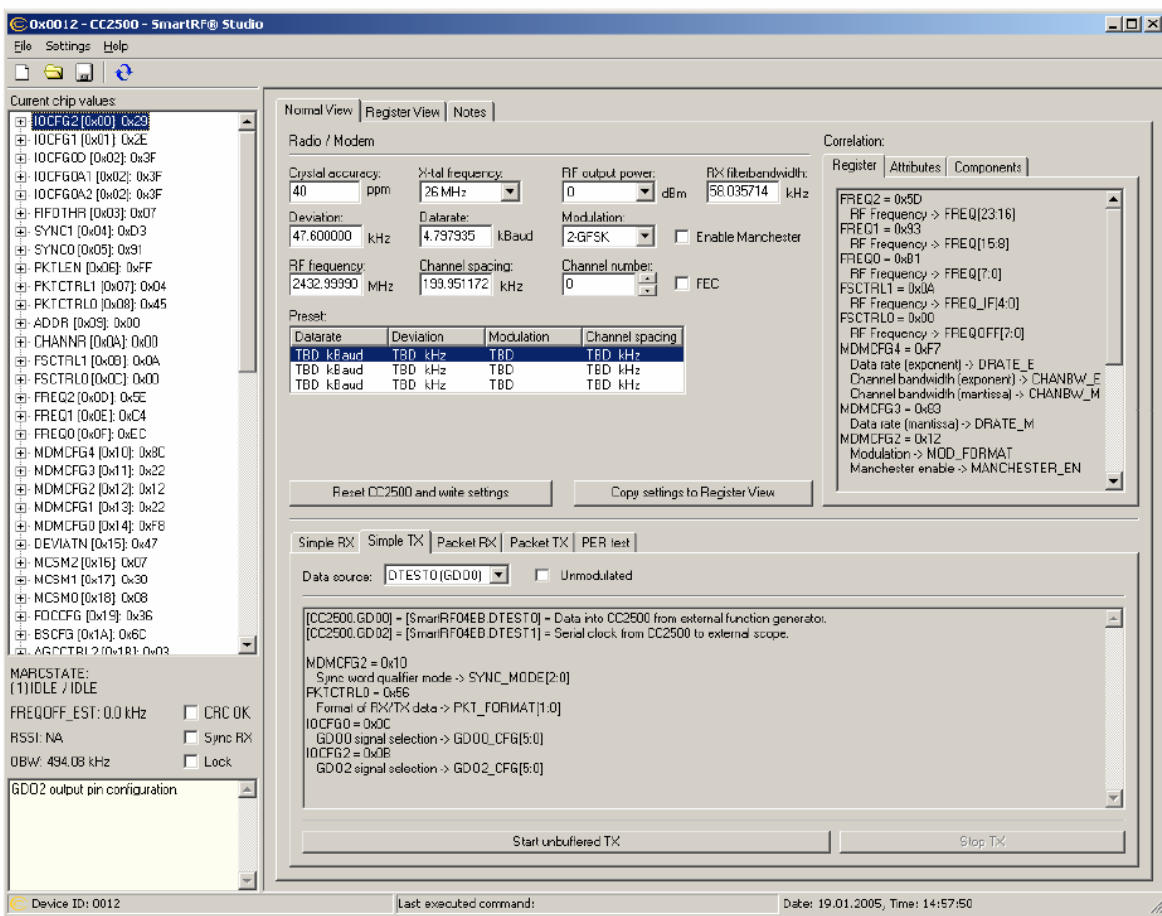 0x0012 - CC2500 - SmartRF® Studio
File Settings Help
Current chip values:
IOCFG2 [0x00]: 0x29
IOCFG1 [0x01]: 0x2E
IOCFG0D [0x02]: 0x3F
IOCFG0A1 [0x02]: 0x3F
IOCFG0A2 [0x02]: 0x3F
FIFOTHR [0x03]: 0x07
SYNC1 [0x04]: 0xD3
SYNC0 [0x05]: 0x91
PKTLEN [0x06]: 0xFF
PKTCTRL1 [0x07]: 0x04
PKTCTRL0 [0x08]: 0x45
ADDR [0x09]: 0x00
CHANNR [0x0A]: 0x00
FSCTRL1 [0x0B]: 0x0A
FSCTRL0 [0x0C]: 0x00
FREQ2 [0x0D]: 0x5E
FREQ1 [0x0E]: 0xC4
FREQ0 [0x0F]: 0xEC
MDMCFG4 [0x10]: 0x8C
MDMCFG3 [0x11]: 0x22
MDMCFG2 [0x12]: 0x12
MDMCFG1 [0x13]: 0x22
MDMCFG0 [0x14]: 0xF8
DEVIATN [0x15]: 0x47
MCSM2 [0x16]: 0x07
MCSM1 [0x17]: 0x30
MCSM0 [0x18]: 0x08
FOCCFG [0x19]: 0x36
BSCFG [0x1A]: 0x6C
AGCCTRL2 [0x1B]: 0x03
MARCSTATE:
(1) IDLE / IDLE
FREQOFF_EST: 0.0 kHz CRC OK
RSSI: NA Sync RX
OBW: 494.08 kHz Lock
GDO2 output pin configuration.
Normal View Register View Notes
Radio / Modem
Crystal accuracy: X-tal frequency: RF output power: RX filterbandwidth:
40 ppm 26 MHz 0 dBm 58.035714 kHz
Deviation: Datarate: Modulation:
47.600000 kHz 4.797935 kBaud 2-GFSK Enable Manchester
RF frequency: Channel spacing: Channel number:
2432.99990 MHz 199.951172 kHz 0 FEC
Preset:
Datarate Deviation Modulation Channel spacing
TBD kBaud TBD kHz TBD TBD kHz
TBD kBaud TBD kHz TBD TBD kHz
TBD kBaud TBD kHz TBD TBD kHz
Reset CC2500 and write settings Copy settings to Register View
Correlation:
Register Attributes Components
FREQ2 = 0x5D
RF Frequency -> FREQ[23:16]
FREQ1 = 0x93
RF Frequency -> FREQ[15:8]
FREQ0 = 0xB1
RF Frequency -> FREQ[7:0]
FSCTRL1 = 0x0A
RF Frequency -> FREQ_IF[4:0]
FSCTRL0 = 0x00
RF Frequency -> FREQOFF[7:0]
MDMCFG4 = 0xF7
Data rate (exponent) -> DRATE_E
Channel bandwidth (exponent) -> CHANBW_E
Channel bandwidth (mantissa) -> CHANBW_M
MDMCFG3 = 0x83
Data rate (mantissa) -> DRATE_M
MDMCFG2 = 0x12
Modulation -> MOD_FORMAT
Manchester enable -> MANCHESTER_EN
Simple RX Simple TX Packet RX Packet TX PER test
Data source: DTEST0 (GDO0) Unmodulated
[CC2500.GDO0] = [SmartRF04EB.DTEST0] = Data into CC2500 from external function generator.
[CC2500.GDO2] = [SmartRF04EB.DTEST1] = Serial clock from CC2500 to external scope.
MDMCFG2 = 0x10
Sync word qualifier mode -> SYNC_MODE[2:0]
PKTCTRL0 = 0x56
Format of RX/TX data -> PKT_FORMAT[1:0]
IOCFG0 = 0x0C
GDO0 signal selection -> GDO0_CFG[5:0]
IOCFG2 = 0x0B
GDO2 signal selection -> GDO2_CFG[5:0]
Start unbuffered TX Stop TX
Device ID: 0012 Last executed command: Date: 19.01.2005, Time: 14:57:50